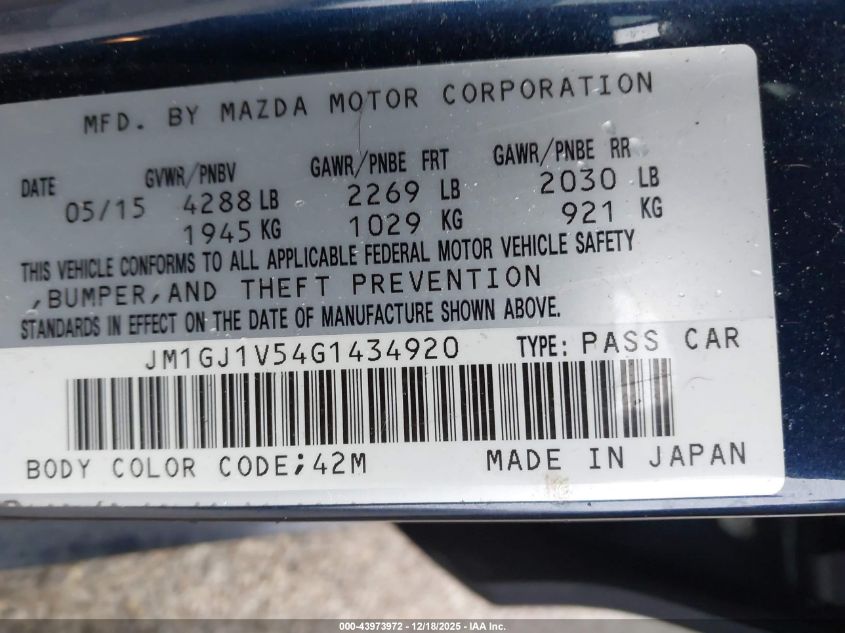 MFD. BY MAZDA MOTOR CORPORATION
DATE GVWR/PNBV GAWR/PNBE FRT GAWR/PNBE RR
05/15 4288 LB 2269 LB 2030 LB
1945 KG 1029 KG 921 KG
THIS VEHICLE CONFORMS TO ALL APPLICABLE FEDERAL MOTOR VEHICLE SAFETY
,BUMPER,AND THEFT PREVENTION
STANDARDS IN EFFECT ON THE DATE OF MANUFACTURE SHOWN ABOVE.
JM1GJ1V54G1434920 TYPE: PASS CAR
BODY COLOR CODE;42M MADE IN JAPAN
000-43973972 - 12/18/2025 - IAA Inc.